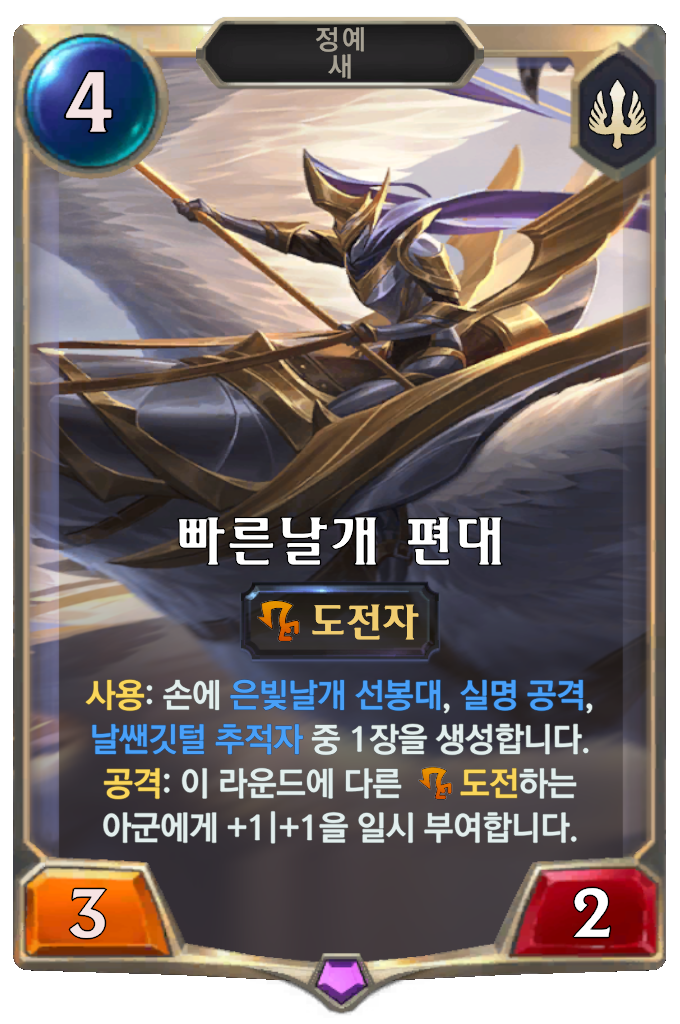 정예
새
4
빠른날개 편대
도전자
사용: 손에 은빛날개 선봉대, 실명 공격,
날쌘깃털 추적자 중 1장을 생성합니다.
공격: 이 라운드에 다른 도전하는
아군에게 +1|+1을 일시 부여합니다.
3
2